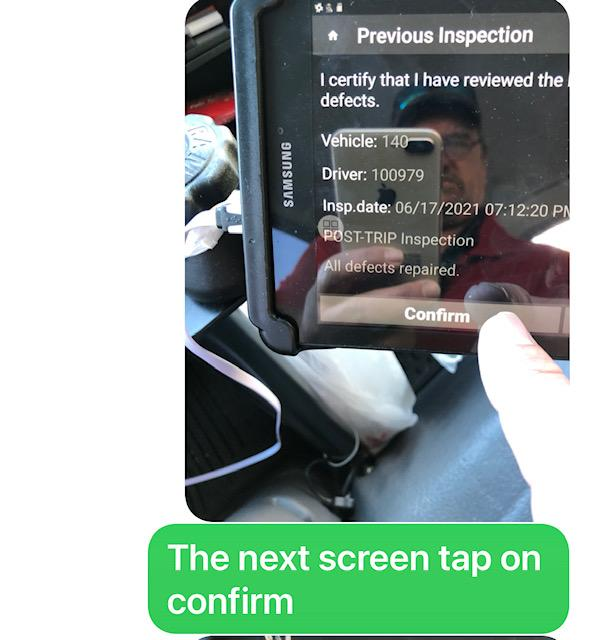 Previous Inspection
I certify that I have reviewed the
defects.
SAMSUNG
Vehicle: 140
Driver: 100979
Insp.date: 06/17/2021 07:12:20 PM
POST-TRIP Inspection
All defects repaired.
Confirm
The next screen tap on
confirm